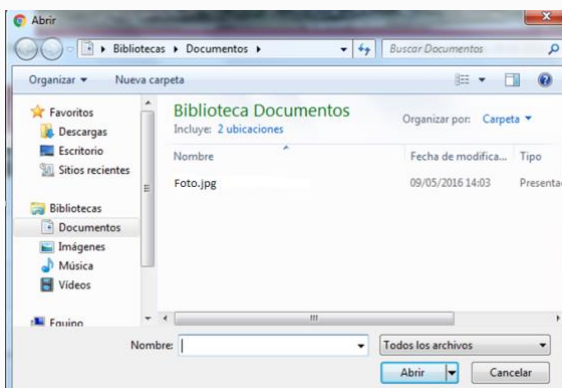 Abrir
Bibliotecas Documentos
Buscar Documentos
Organizar Nueva carpeta
Favoritos
Descargas
Escritorio
Sitios recientes
Bibliotecas
Documentos
Imágenes
Música
Vídeos
Equipo
Biblioteca Documentos
Incluye: 2 ubicaciones
Organizar por: Carpeta
Nombre Fecha de modifica... Tipo
Foto.jpg 09/05/2016 14:03 Presenta
Nombre: Todos los archivos
Abrir Cancelar